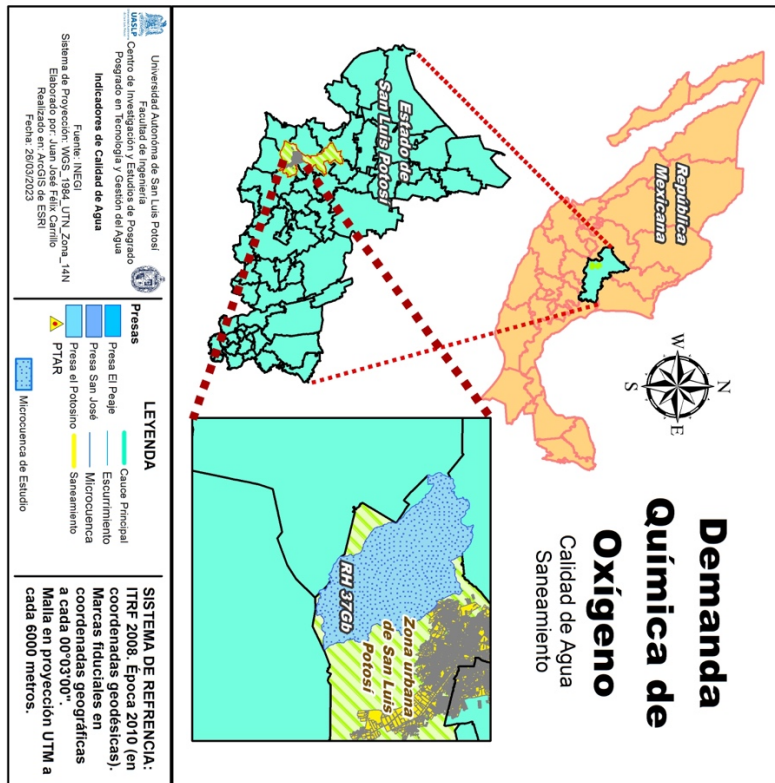 Demanda
Química de
Oxígeno
Calidad de Agua
Saneamiento
República
Mexicana
N
W
E
S
Estado de
San Luis Potosí
RH 37Gb
Zona urbana
de San Luis
Potosí
UASLP
Universidad Autonóma de San Luis Potosí
Facultad de Ingeniería
Centro de Investigación y Estudios de Posgrado
Posgrado en Tecnología y Gestión del Agua
Indicadores de Calidad de Agua
Fuente: INEGI
Sistema de Proyección: WGS_1984_UTN_Zona_14N
Elaborado por: Juan José Félix Carrillo
Realizado en: ArcGIS de ESRI
Fecha: 26/03/2023
LEYENDA
Presas
Presa El Peaje
Presa San José
Presa el Potosino
PTAR
Cauce Principal
Escurrimiento
Microcuenca
Saneamiento
Microcuenca de Estudio
SISTEMA DE REFRENCIA:
ITRF 2008. Época 2010 (en
coordenadas geodésicas).
Marcas fiduciales en
coordenadas geográficas
a cada 00°03'00".
Malla en proyección UTM a
cada 6000 metros.